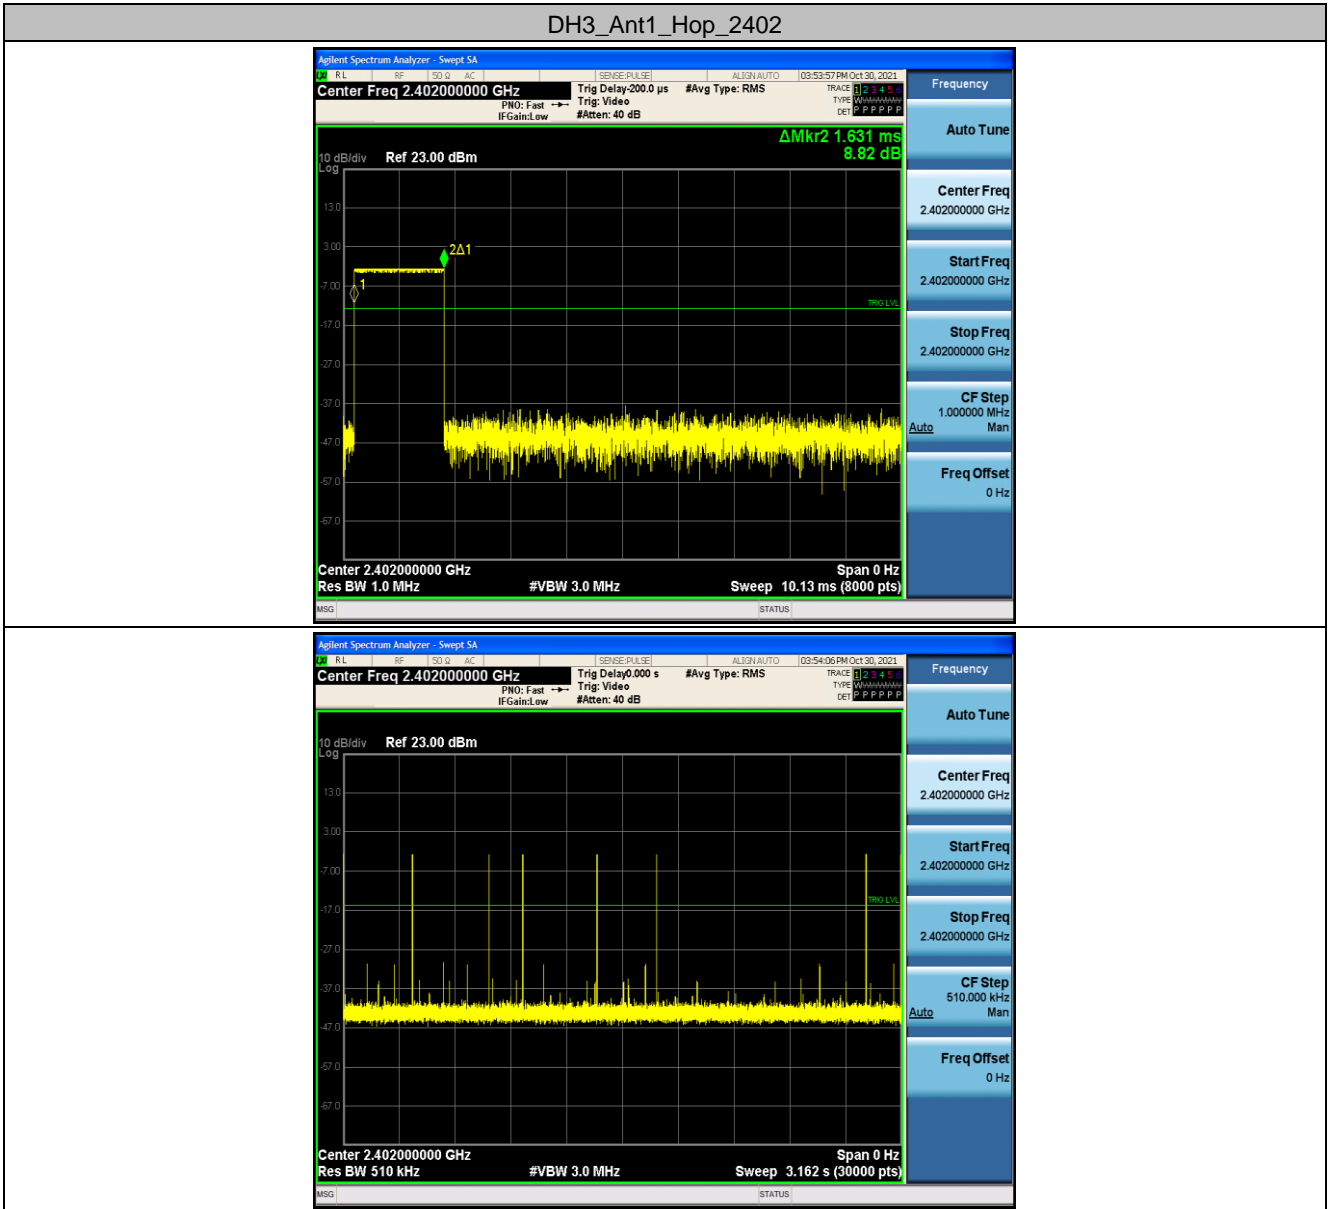 DH3_Ant1_Hop_2402
Agilent Spectrum Analyzer - Swept SA
RL RF 50 Ω AC SENSE:PULSE ALIGN AUTO 03:53:57 PM Oct 30, 2021
Center Freq 2.402000000 GHz
PNO: Fast
IFGain:Low
Trig Delay-200.0 µs
Trig: Video
#Atten: 40 dB
#Avg Type: RMS
TRACE 1 2 3 4 5 6
TYPE W
DET P P P P P P
ΔMkr2 1.631 ms
8.82 dB
10 dB/div Ref 23.00 dBm
Log
13.0
3.00
-7.00
-17.0
-27.0
-37.0
-47.0
-57.0
-67.0
2Δ1
1
TRIG LVL
Center 2.402000000 GHz Span 0 Hz
Res BW 1.0 MHz #VBW 3.0 MHz Sweep 10.13 ms (8000 pts)
MSG STATUS
Frequency
Auto Tune
Center Freq
2.402000000 GHz
Start Freq
2.402000000 GHz
Stop Freq
2.402000000 GHz
CF Step
1.000000 MHz
Auto Man
Freq Offset
0 Hz
Agilent Spectrum Analyzer - Swept SA
RL RF 50 Ω AC SENSE:PULSE ALIGN AUTO 03:54:06 PM Oct 30, 2021
Center Freq 2.402000000 GHz
PNO: Fast
IFGain:Low
Trig Delay0.000 s
Trig: Video
#Atten: 40 dB
#Avg Type: RMS
TRACE 1 2 3 4 5 6
TYPE W
DET P P P P P P
10 dB/div Ref 23.00 dBm
Log
13.0
3.00
-7.00
-17.0
-27.0
-37.0
-47.0
-57.0
-67.0
TRIG LVL
Center 2.402000000 GHz Span 0 Hz
Res BW 510 kHz #VBW 3.0 MHz Sweep 3.162 s (30000 pts)
MSG STATUS
Frequency
Auto Tune
Center Freq
2.402000000 GHz
Start Freq
2.402000000 GHz
Stop Freq
2.402000000 GHz
CF Step
510.000 kHz
Auto Man
Freq Offset
0 Hz